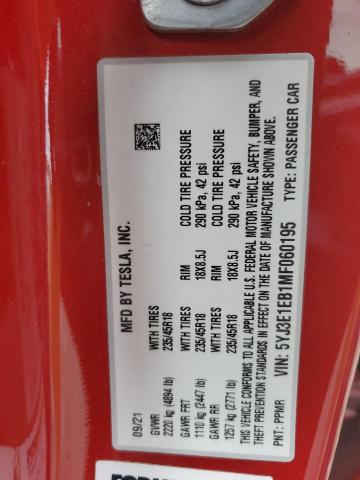 MFD BY TESLA, INC.
09/21
GVWR WITH TIRES RIM COLD TIRE PRESSURE
2220 kg (4894 lb) 235/45R18 18X8.5J 290 kPa, 42 psi
GAWR FRT WITH TIRES RIM COLD TIRE PRESSURE
1110 kg (2447 lb) 235/45R18 18X8.5J 290 kPa, 42 psi
GAWR RR
1257 kg (2771 lb)
THIS VEHICLE CONFORMS TO ALL APPLICABLE U.S. FEDERAL MOTOR VEHICLE SAFETY, BUMPER, AND
THEFT PREVENTION STANDARDS IN EFFECT ON THE DATE OF MANUFACTURE SHOWN ABOVE.
PNT: PPMR VIN: 5YJ3E1EB1MF060195 TYPE: PASSENGER CAR